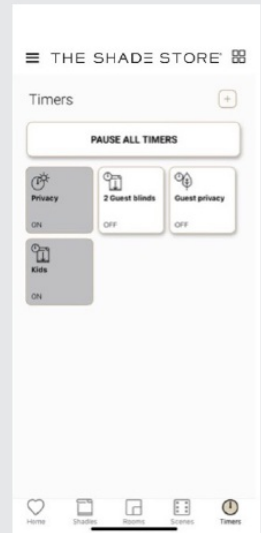 THE SHADE STORE
Timers
PAUSE ALL TIMERS
Privacy
ON
2 Guest blinds
OFF
Guest privacy
OFF
Kids
ON
Home Shades Rooms Scenes Timers